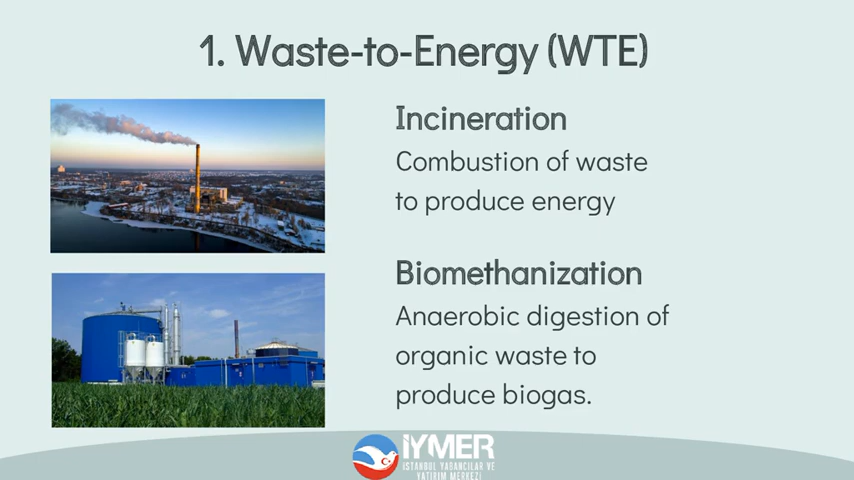 1. Waste-to-Energy (WTE)
Incineration
Combustion of waste
to produce energy
Biomethanization
Anaerobic digestion of
organic waste to
produce biogas.
iYMER
İSTANBUL YABANCILAR VE
YATIRIM MERKEZİ